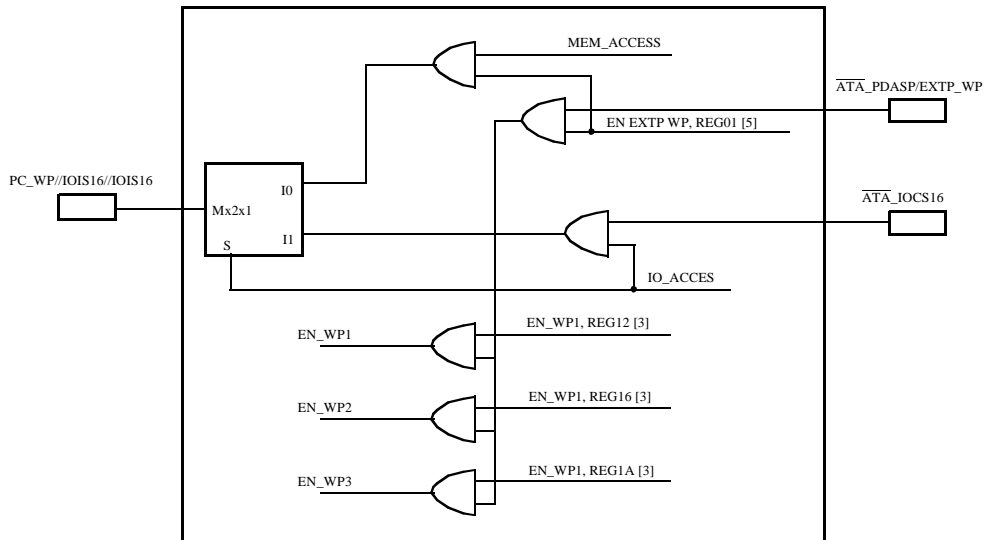 MEM_ACCESS
ATA_PDASP/EXTP_WP
EN EXTP WP, REG01 [5]
PC_WP//IOIS16//IOIS16
I0
ATA_IOCS16
Mx2x1
I1
S
IO_ACCES
EN_WP1, REG12 [3]
EN_WP1
EN_WP1, REG16 [3]
EN_WP2
EN_WP1, REG1A [3]
EN_WP3